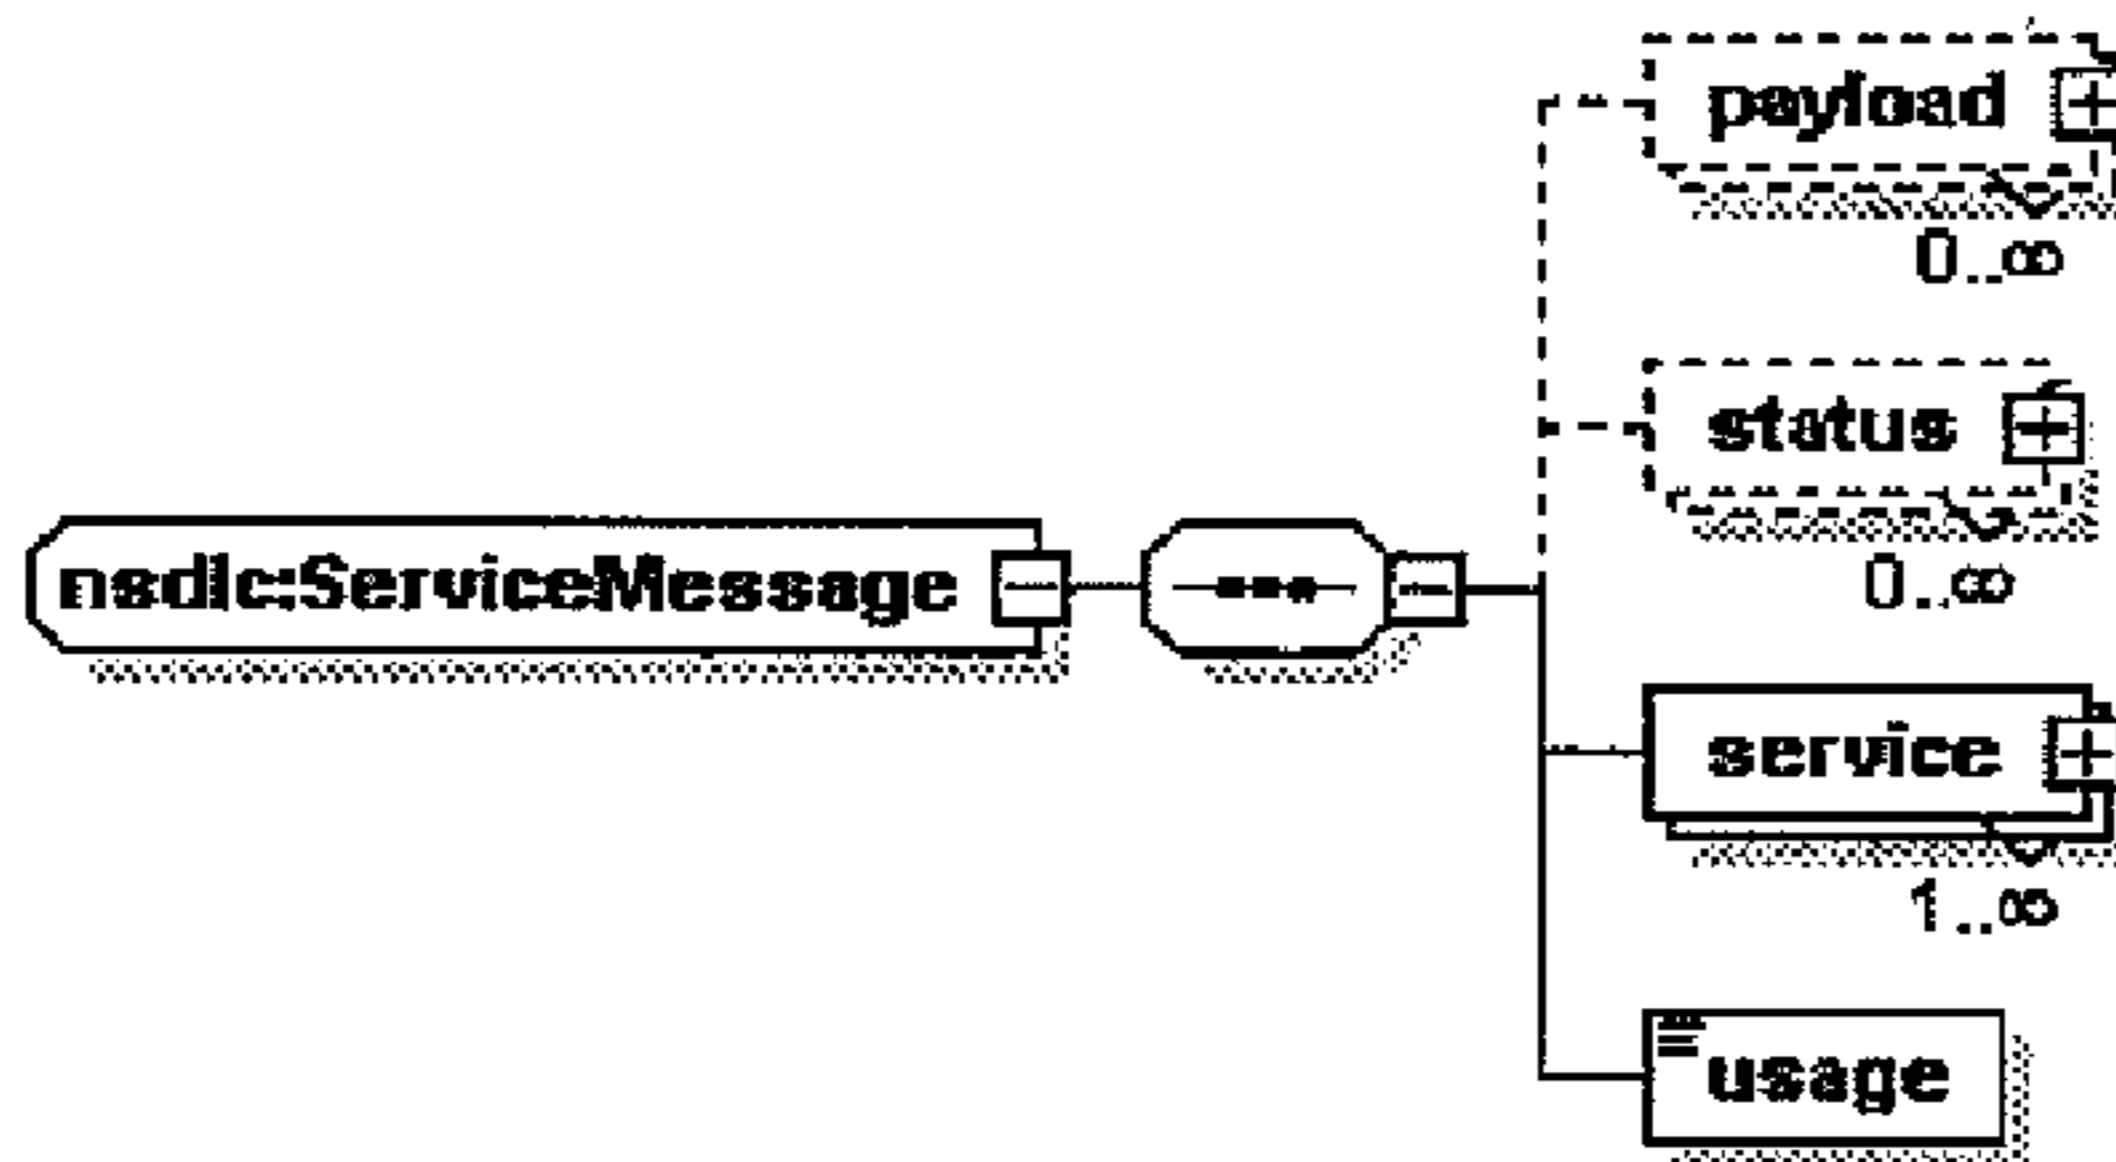 payload
0..∞
status
0..∞
nsdlc:ServiceMessage
service
1..∞
usage